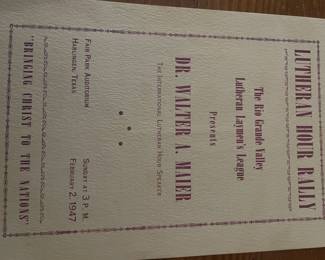 LUTHERAN HOUR RALLY
The Rio Grande Valley
Lutheran Laymen's League
Presents
DR. WALTER A. MAIER
THE INTERNATIONAL LUTHERAN HOUR SPEAKER
FAIR PARK AUDITORIUM
HARLINGEN, TEXAS
SUNDAY AT 3 P. M.
FEBRUARY 2, 1947
"BRINGING CHRIST TO THE NATIONS"